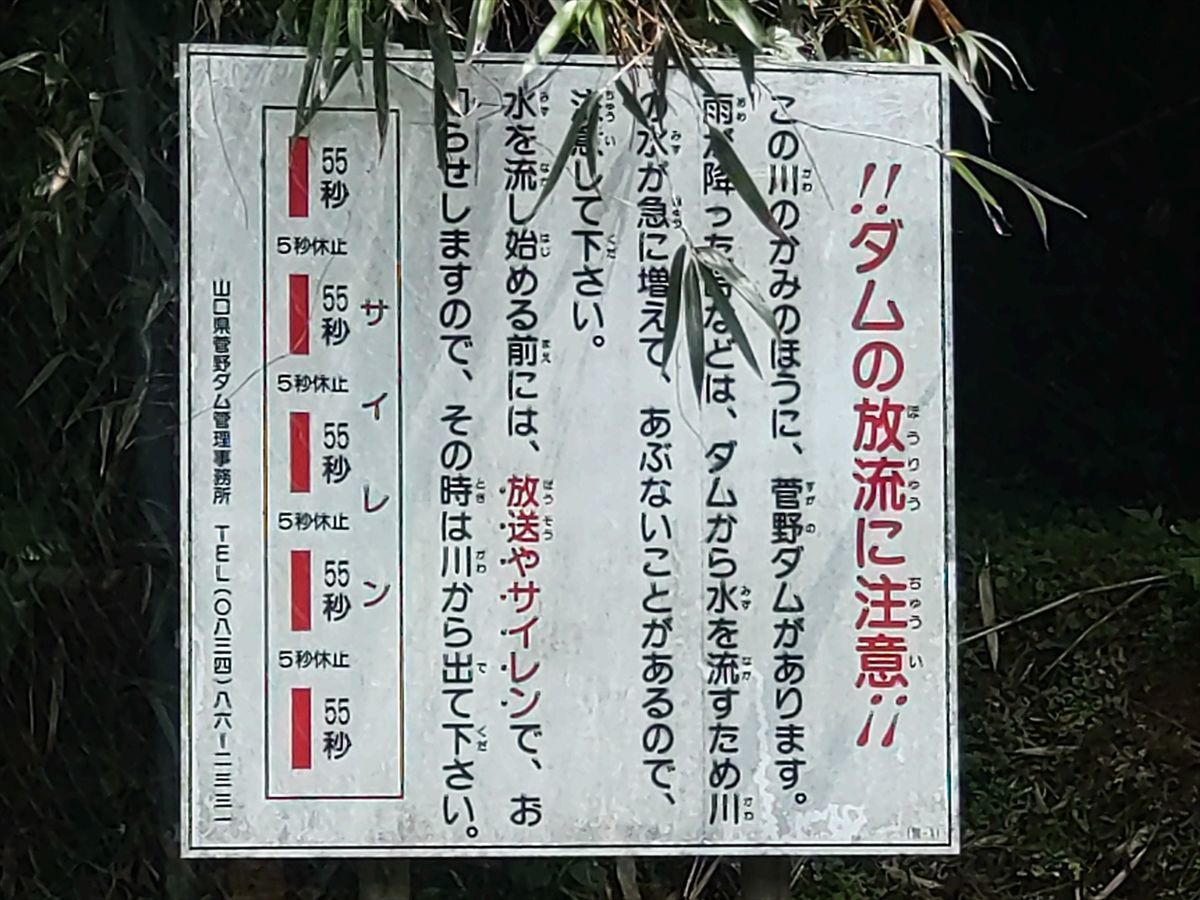 !!ダムの放流に注意!!
この川のかみのほうに、菅野ダムがあります。
雨が降った時などは、ダムから水を流すため川
の水が急に増えて、あぶないことがあるので、
注意して下さい。
水を流し始める前には、放送やサイレンで、お
知らせしますので、その時は川から出て下さい。
サイレン
55秒
5秒休止
55秒
5秒休止
55秒
5秒休止
55秒
5秒休止
55秒
山口県菅野ダム管理事務所 TEL(〇八三四)八六ー二三三一